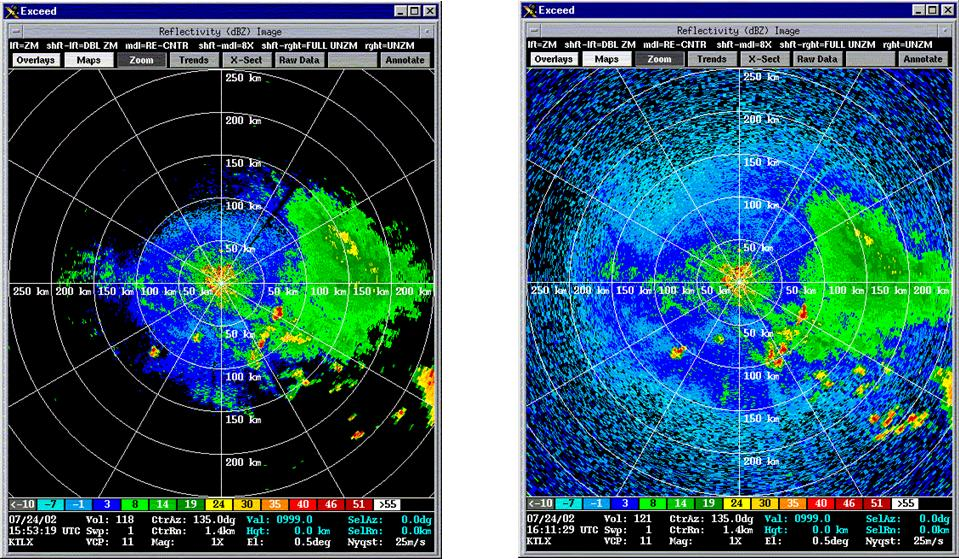 Exceed
Reflectivity (dBZ) Image
lft=ZM shft-lft=DBL ZM mdl=RE-CNTR shft-mdl=8X shft-rght=FULL UNZM rght=UNZM
Overlays Maps Zoom Trends X-Sect Raw Data Annotate
250 km
200 km
150 km
100 km
50 km
250 km 200 km 150 km 100 km 50 km 50 km 100 km 150 km 200 km
50 km
100 km
150 km
200 km
<-10 -7 -1 3 8 14 19 24 30 35 40 46 51 >55
07/24/02 Vol: 118 CtrAz: 135.0dg Val: 0999.0 SelAz: 0.0dg
15:53:19 UTC Swp: 1 CtrRn: 1.4km Hgt: 0.0 km SelRn: 0.0km
KTLX VCP: 11 Mag: 1X El: 0.5deg Nyqst: 25m/s
Exceed
Reflectivity (dBZ) Image
lft=ZM shft-lft=DBL ZM mdl=RE-CNTR shft-mdl=8X shft-rght=FULL UNZM rght=UNZM
Overlays Maps Zoom Trends X-Sect Raw Data Annotate
250 km
200 km
150 km
100 km
50 km
250 km 200 km 150 km 100 km 50 km 50 km 100 km 150 km 200 km
50 km
100 km
150 km
200 km
<-10 -7 -1 3 8 14 19 24 30 35 40 46 51 >55
07/24/02 Vol: 121 CtrAz: 135.0dg Val: 0999.0 SelAz: 0.0dg
16:11:29 UTC Swp: 1 CtrRn: 1.4km Hgt: 0.0 km SelRn: 0.0km
KTLX VCP: 11 Mag: 1X El: 0.5deg Nyqst: 25m/s